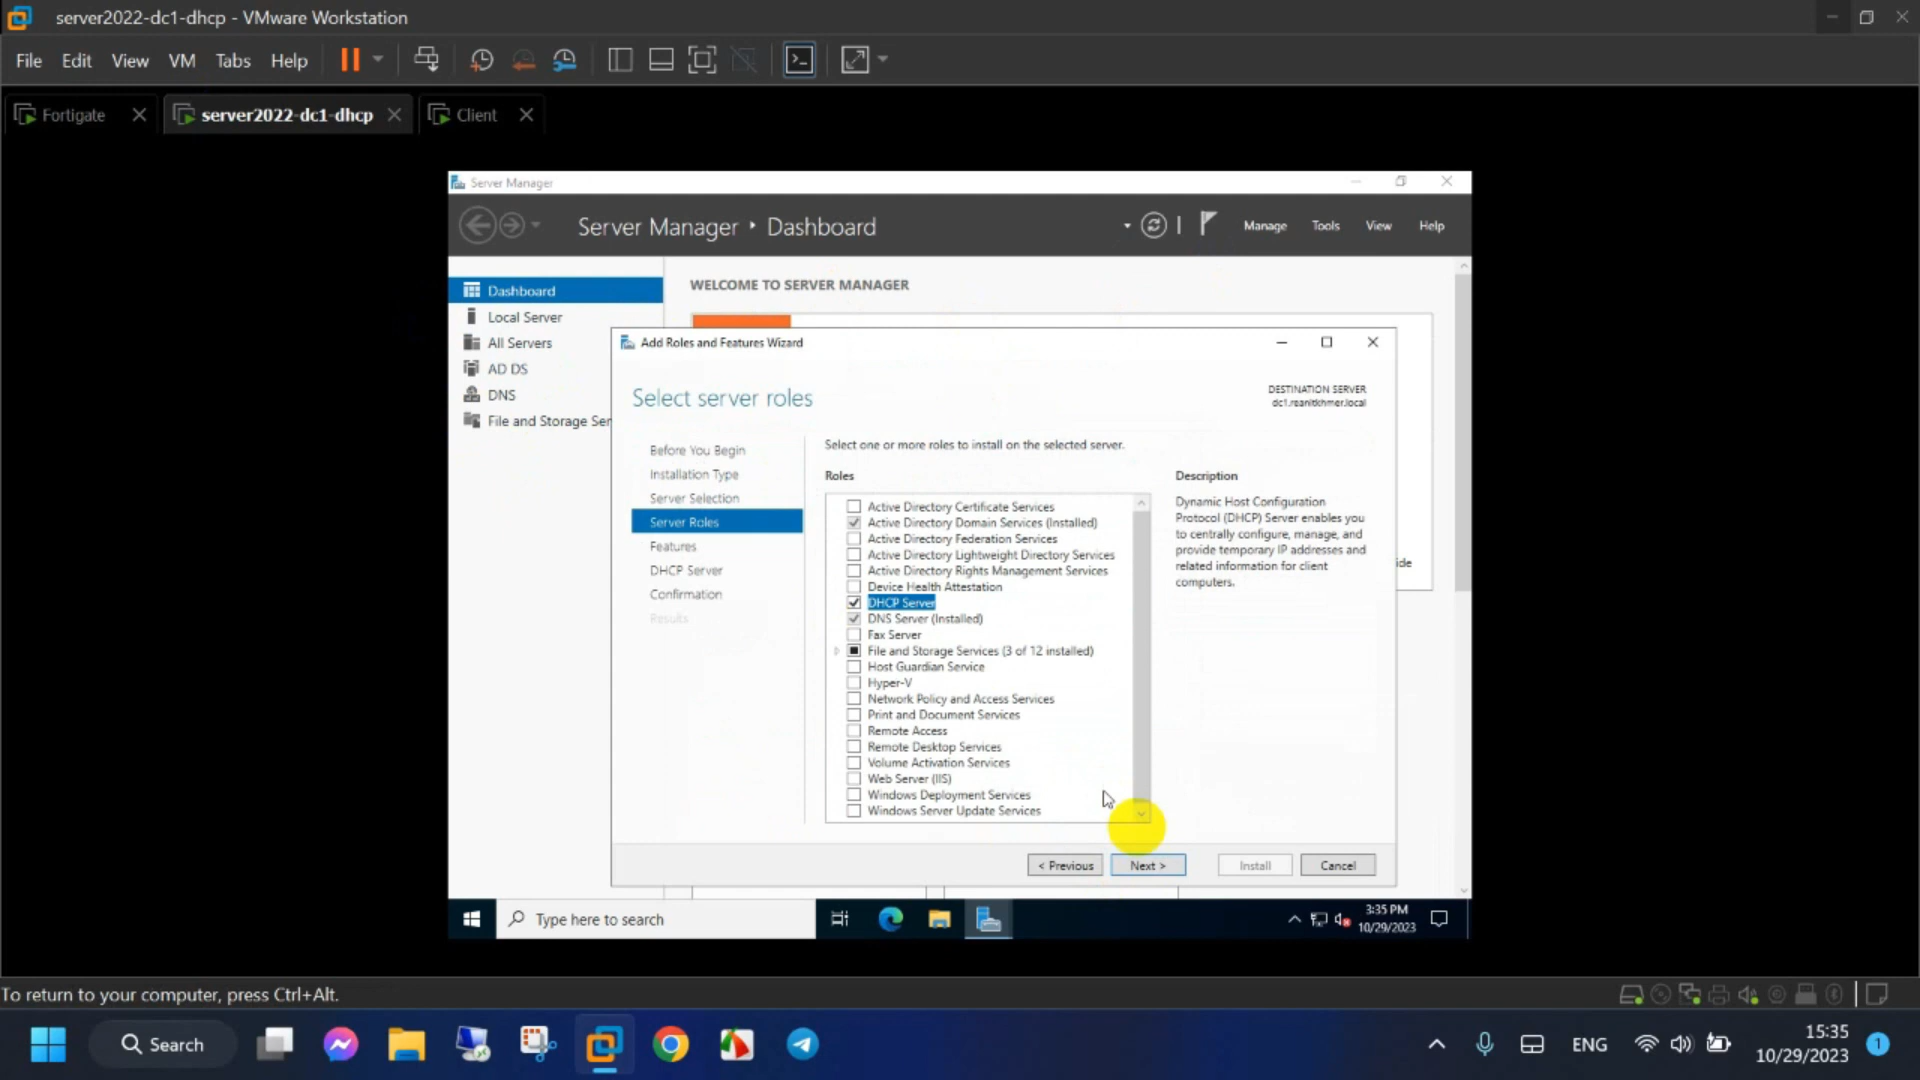 server2022-dc1-dhcp - VMware Workstation
File Edit View VM Tabs Help
Fortigate
server2022-dc1-dhcp
Client
Server Manager
Server Manager Dashboard
Manage Tools View Help
Dashboard
Local Server
All Servers
AD DS
DNS
File and Storage Ser
WELCOME TO SERVER MANAGER
Add Roles and Features Wizard
Select server roles
DESTINATION SERVER
dc1.reanitkhmer.local
Before You Begin
Installation Type
Server Selection
Server Roles
Features
DHCP Server
Confirmation
Results
Select one or more roles to install on the selected server.
Roles
Active Directory Certificate Services
Active Directory Domain Services (Installed)
Active Directory Federation Services
Active Directory Lightweight Directory Services
Active Directory Rights Management Services
Device Health Attestation
DHCP Server
DNS Server (Installed)
Fax Server
File and Storage Services (3 of 12 installed)
Host Guardian Service
Hyper-V
Network Policy and Access Services
Print and Document Services
Remote Access
Remote Desktop Services
Volume Activation Services
Web Server (IIS)
Windows Deployment Services
Windows Server Update Services
Description
Dynamic Host Configuration
Protocol (DHCP) Server enables you
to centrally configure, manage, and
provide temporary IP addresses and
related information for client
computers.
ide
< Previous
Next >
Install
Cancel
Type here to search
3:35 PM
10/29/2023
To return to your computer, press Ctrl+Alt.
Search
ENG
15:35
10/29/2023
1